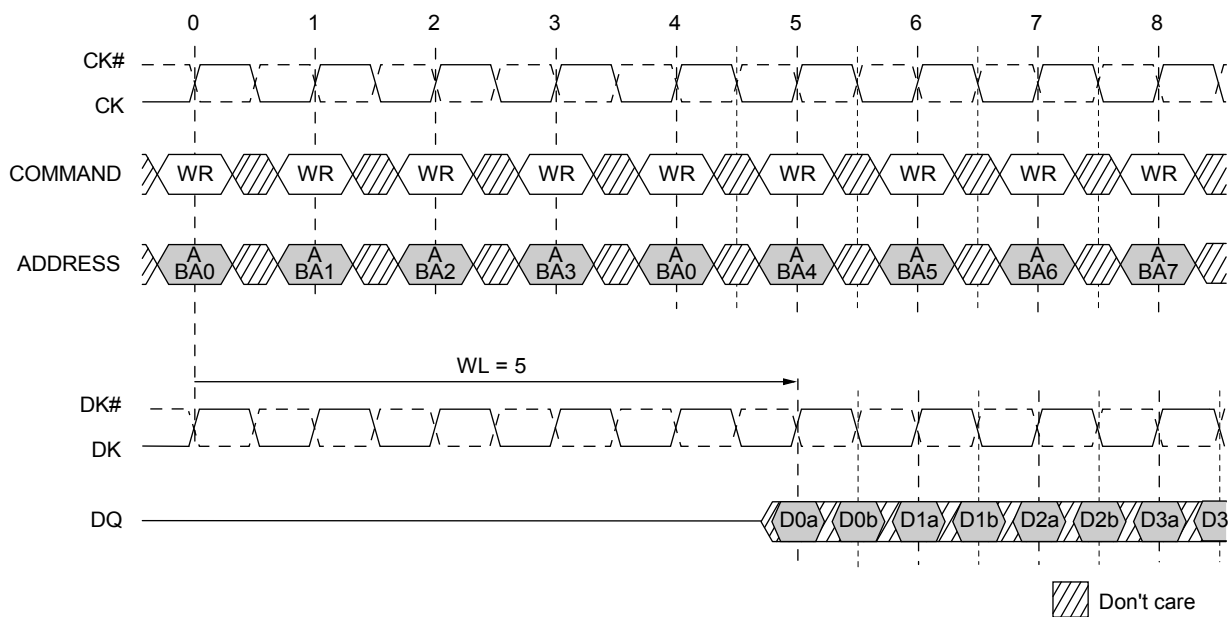 0 1 2 3 4 5 6 7 8
CK#
CK
COMMAND WR WR WR WR WR WR WR WR WR
ADDRESS A A A A A A A A A
BA0 BA1 BA2 BA3 BA0 BA4 BA5 BA6 BA7
WL = 5
DK#
DK
DQ D0a D0b D1a D1b D2a D2b D3a D3
Don't care